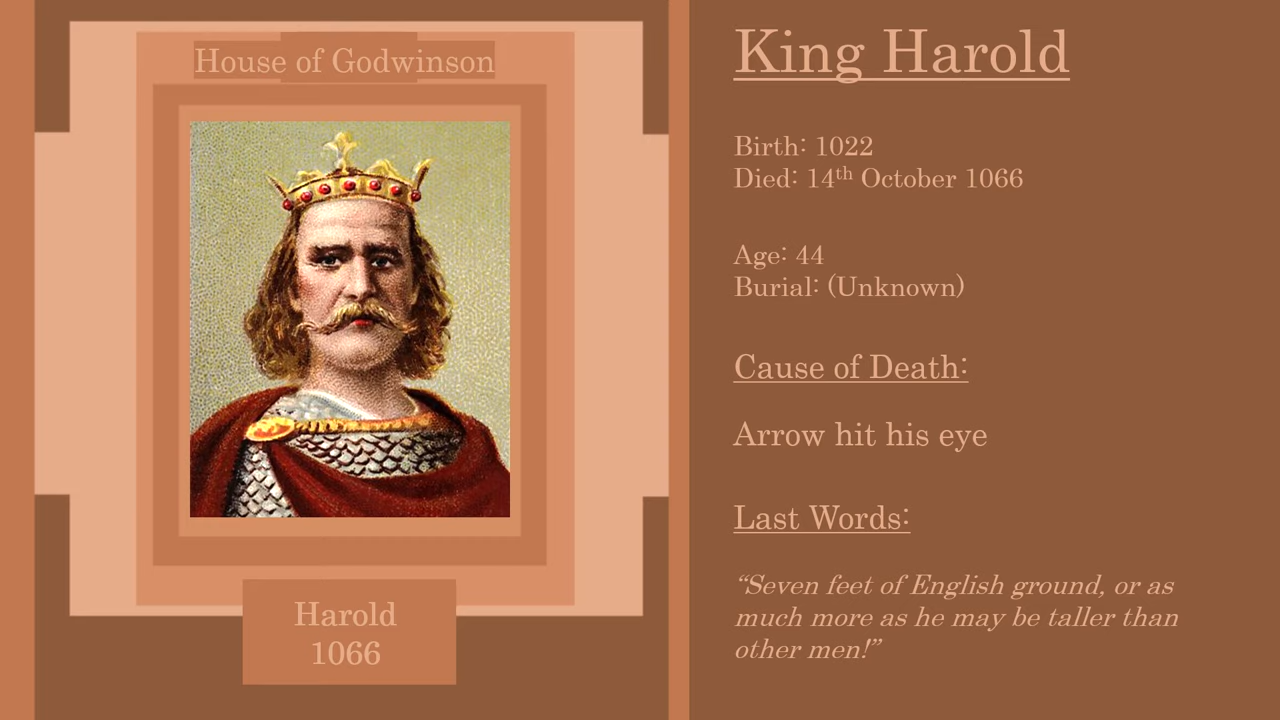 House of Godwinson
Harold
1066
King Harold
Birth: 1022
Died: 14th October 1066
Age: 44
Burial: (Unknown)
Cause of Death:
Arrow hit his eye
Last Words:
“Seven feet of English ground, or as
much more as he may be taller than
other men!”